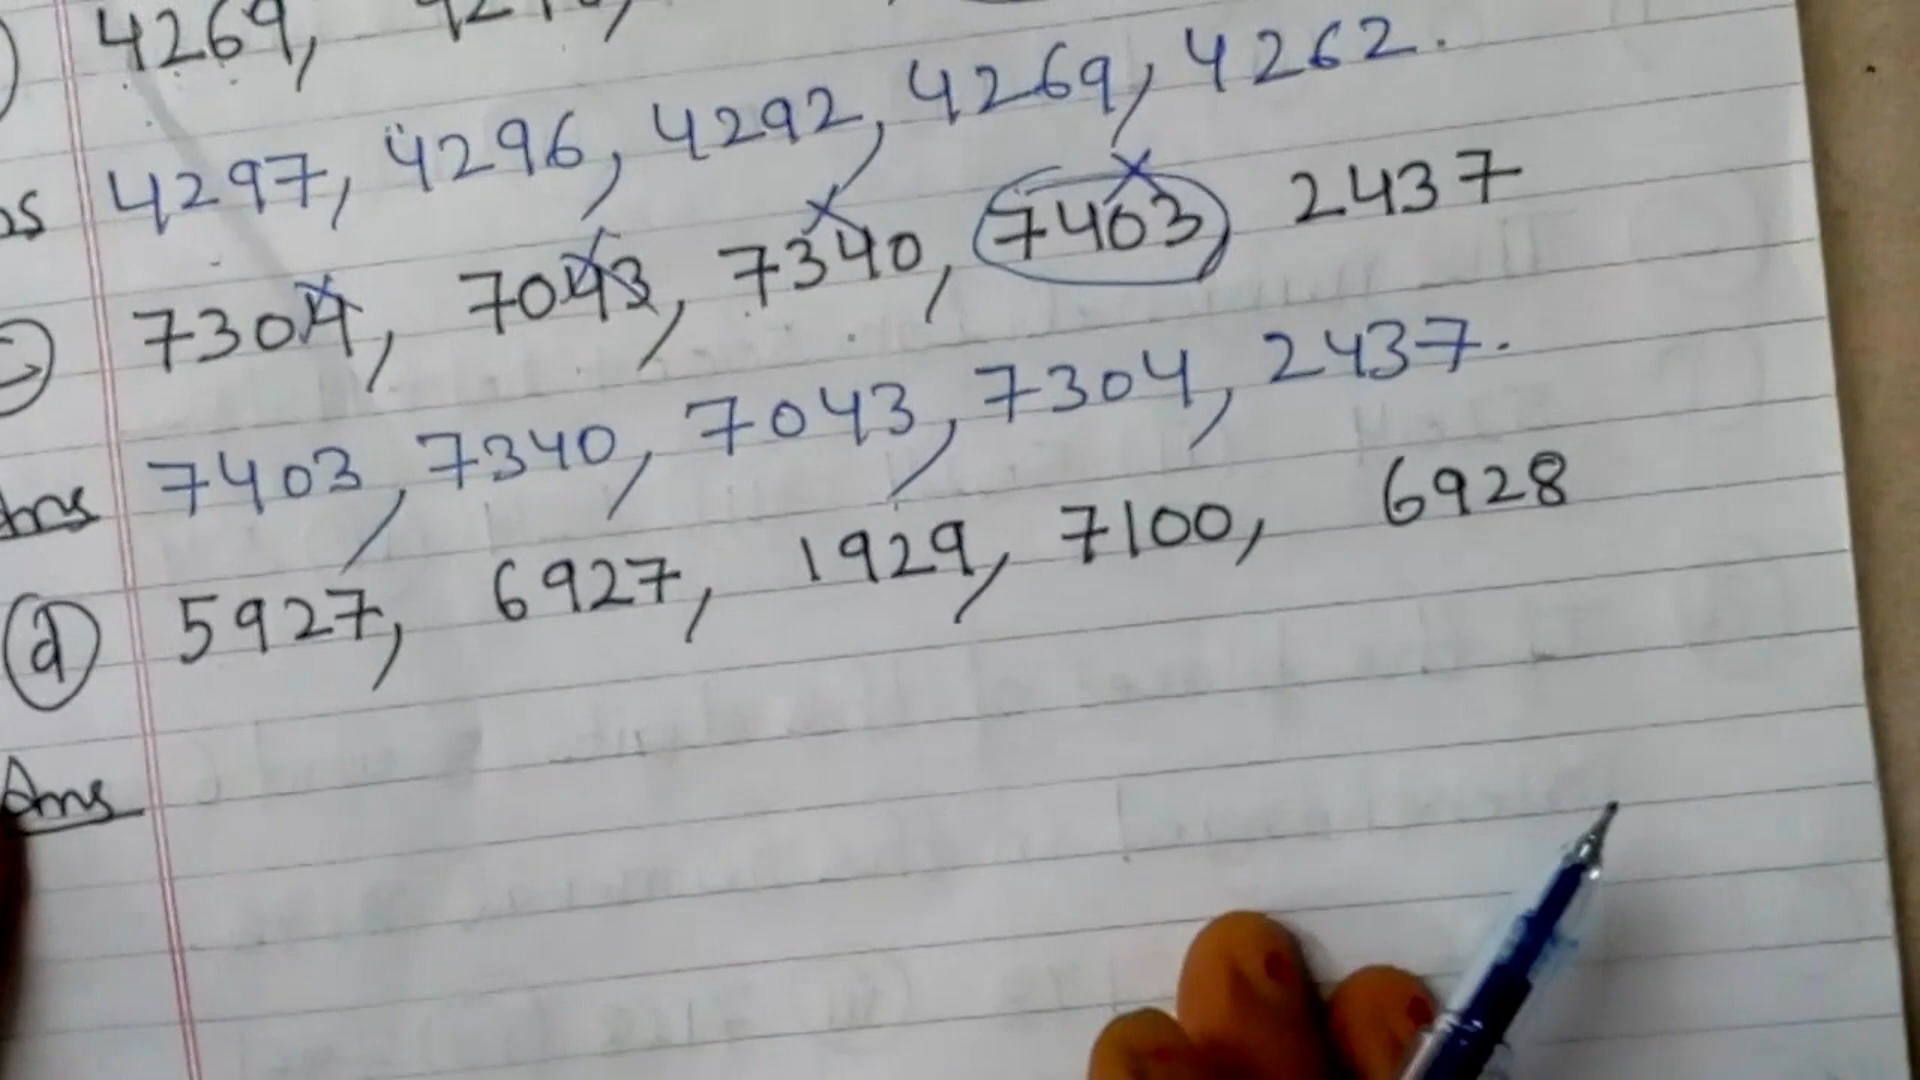 4269,
4297, 4296, 4292, 4269, 4262.
7304, 7043, 7340, 7403 2437
Ans 7403, 7340, 7043, 7304, 2437.
(d) 5927, 6927, 1929, 7100, 6928
Ans